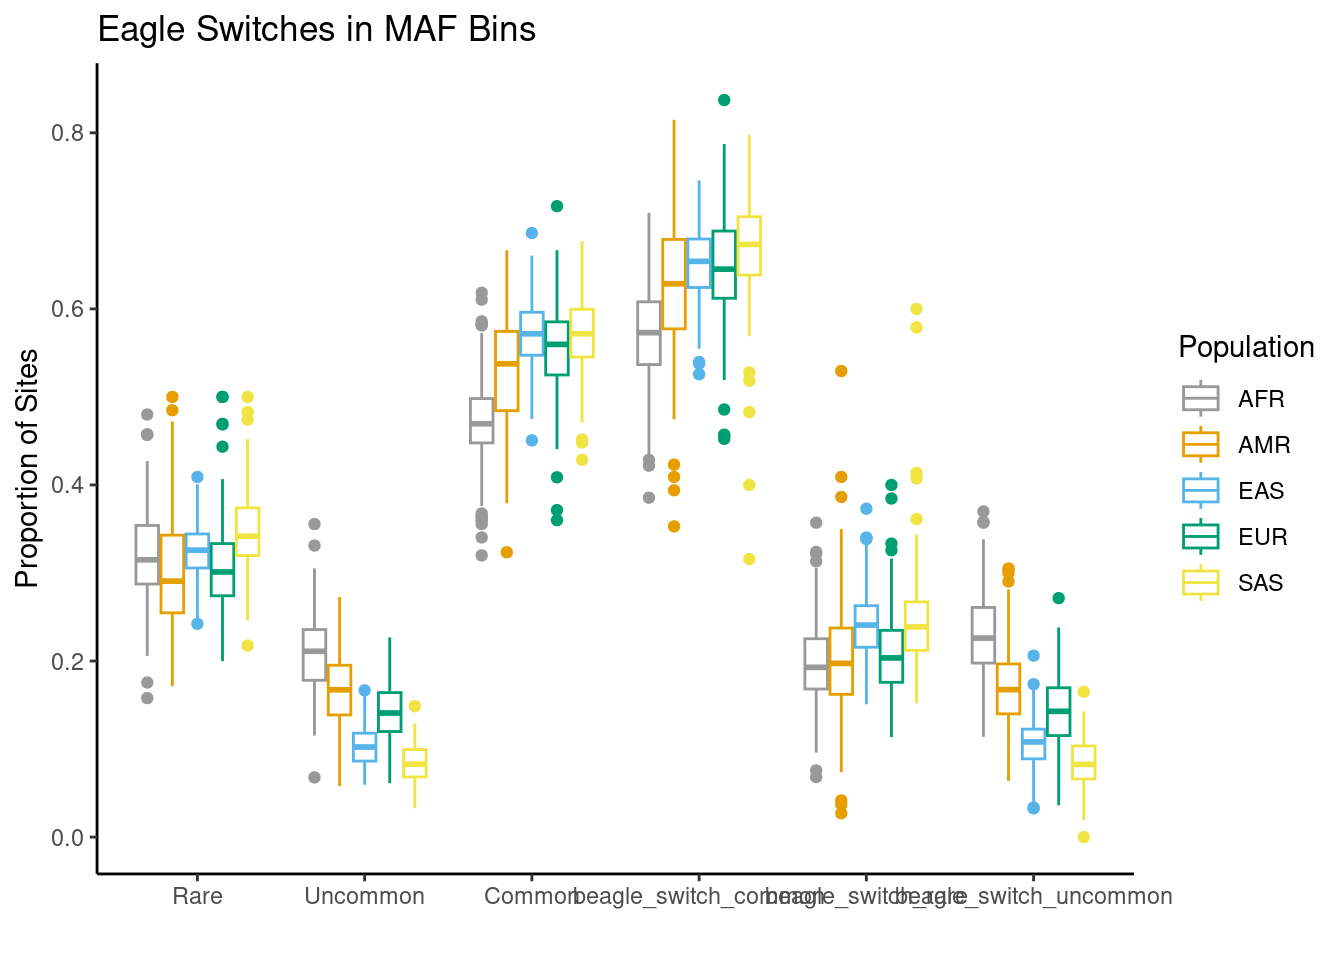 Eagle Switches in MAF Bins
Proportion of Sites
0.8
0.6
0.4
0.2
0.0
Rare
Uncommon
Common
beagle_switch_common
beagle_switch_rare
beagle_switch_uncommon
Population
AFR
AMR
EAS
EUR
SAS